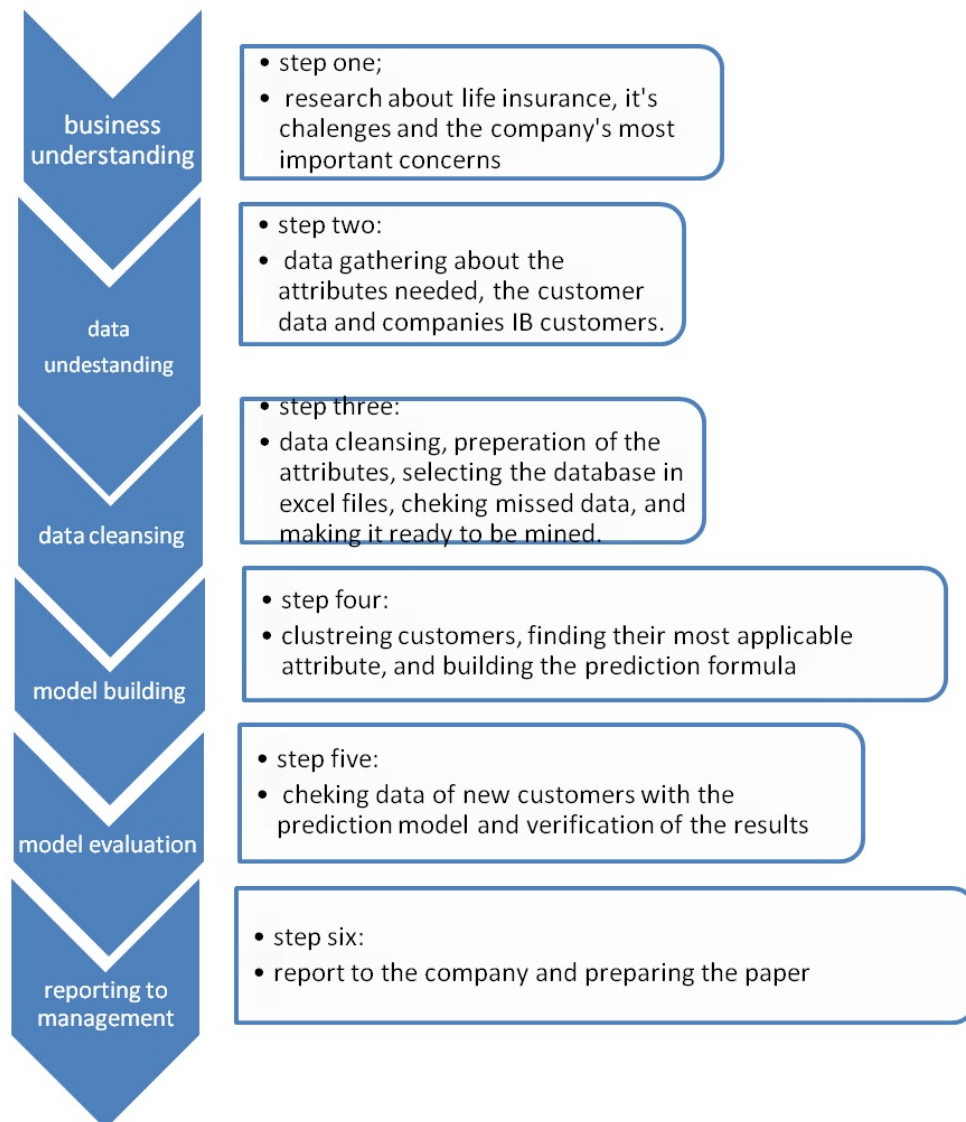 business
understanding
• step one;
• research about life insurance, it's
chalenges and the company's most
important concerns
data
undestanding
• step two:
• data gathering about the
attributes needed, the customer
data and companies IB customers.
data cleansing
• step three:
• data cleansing, preperation of the
attributes, selecting the database in
excel files, cheking missed data, and
making it ready to be mined.
model building
• step four:
• clustreing customers, finding their most applicable
attribute, and building the prediction formula
model evaluation
• step five:
• cheking data of new customers with the
prediction model and verification of the results
reporting to
management
• step six:
• report to the company and preparing the paper